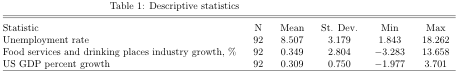 Table 1: Descriptive statistics
Statistic N Mean St. Dev. Min Max
Unemployment rate 92 8.507 3.179 1.843 18.262
Food services and drinking places industry growth, % 92 0.349 2.804 −3.283 13.658
US GDP percent growth 92 0.309 0.750 −1.977 3.701